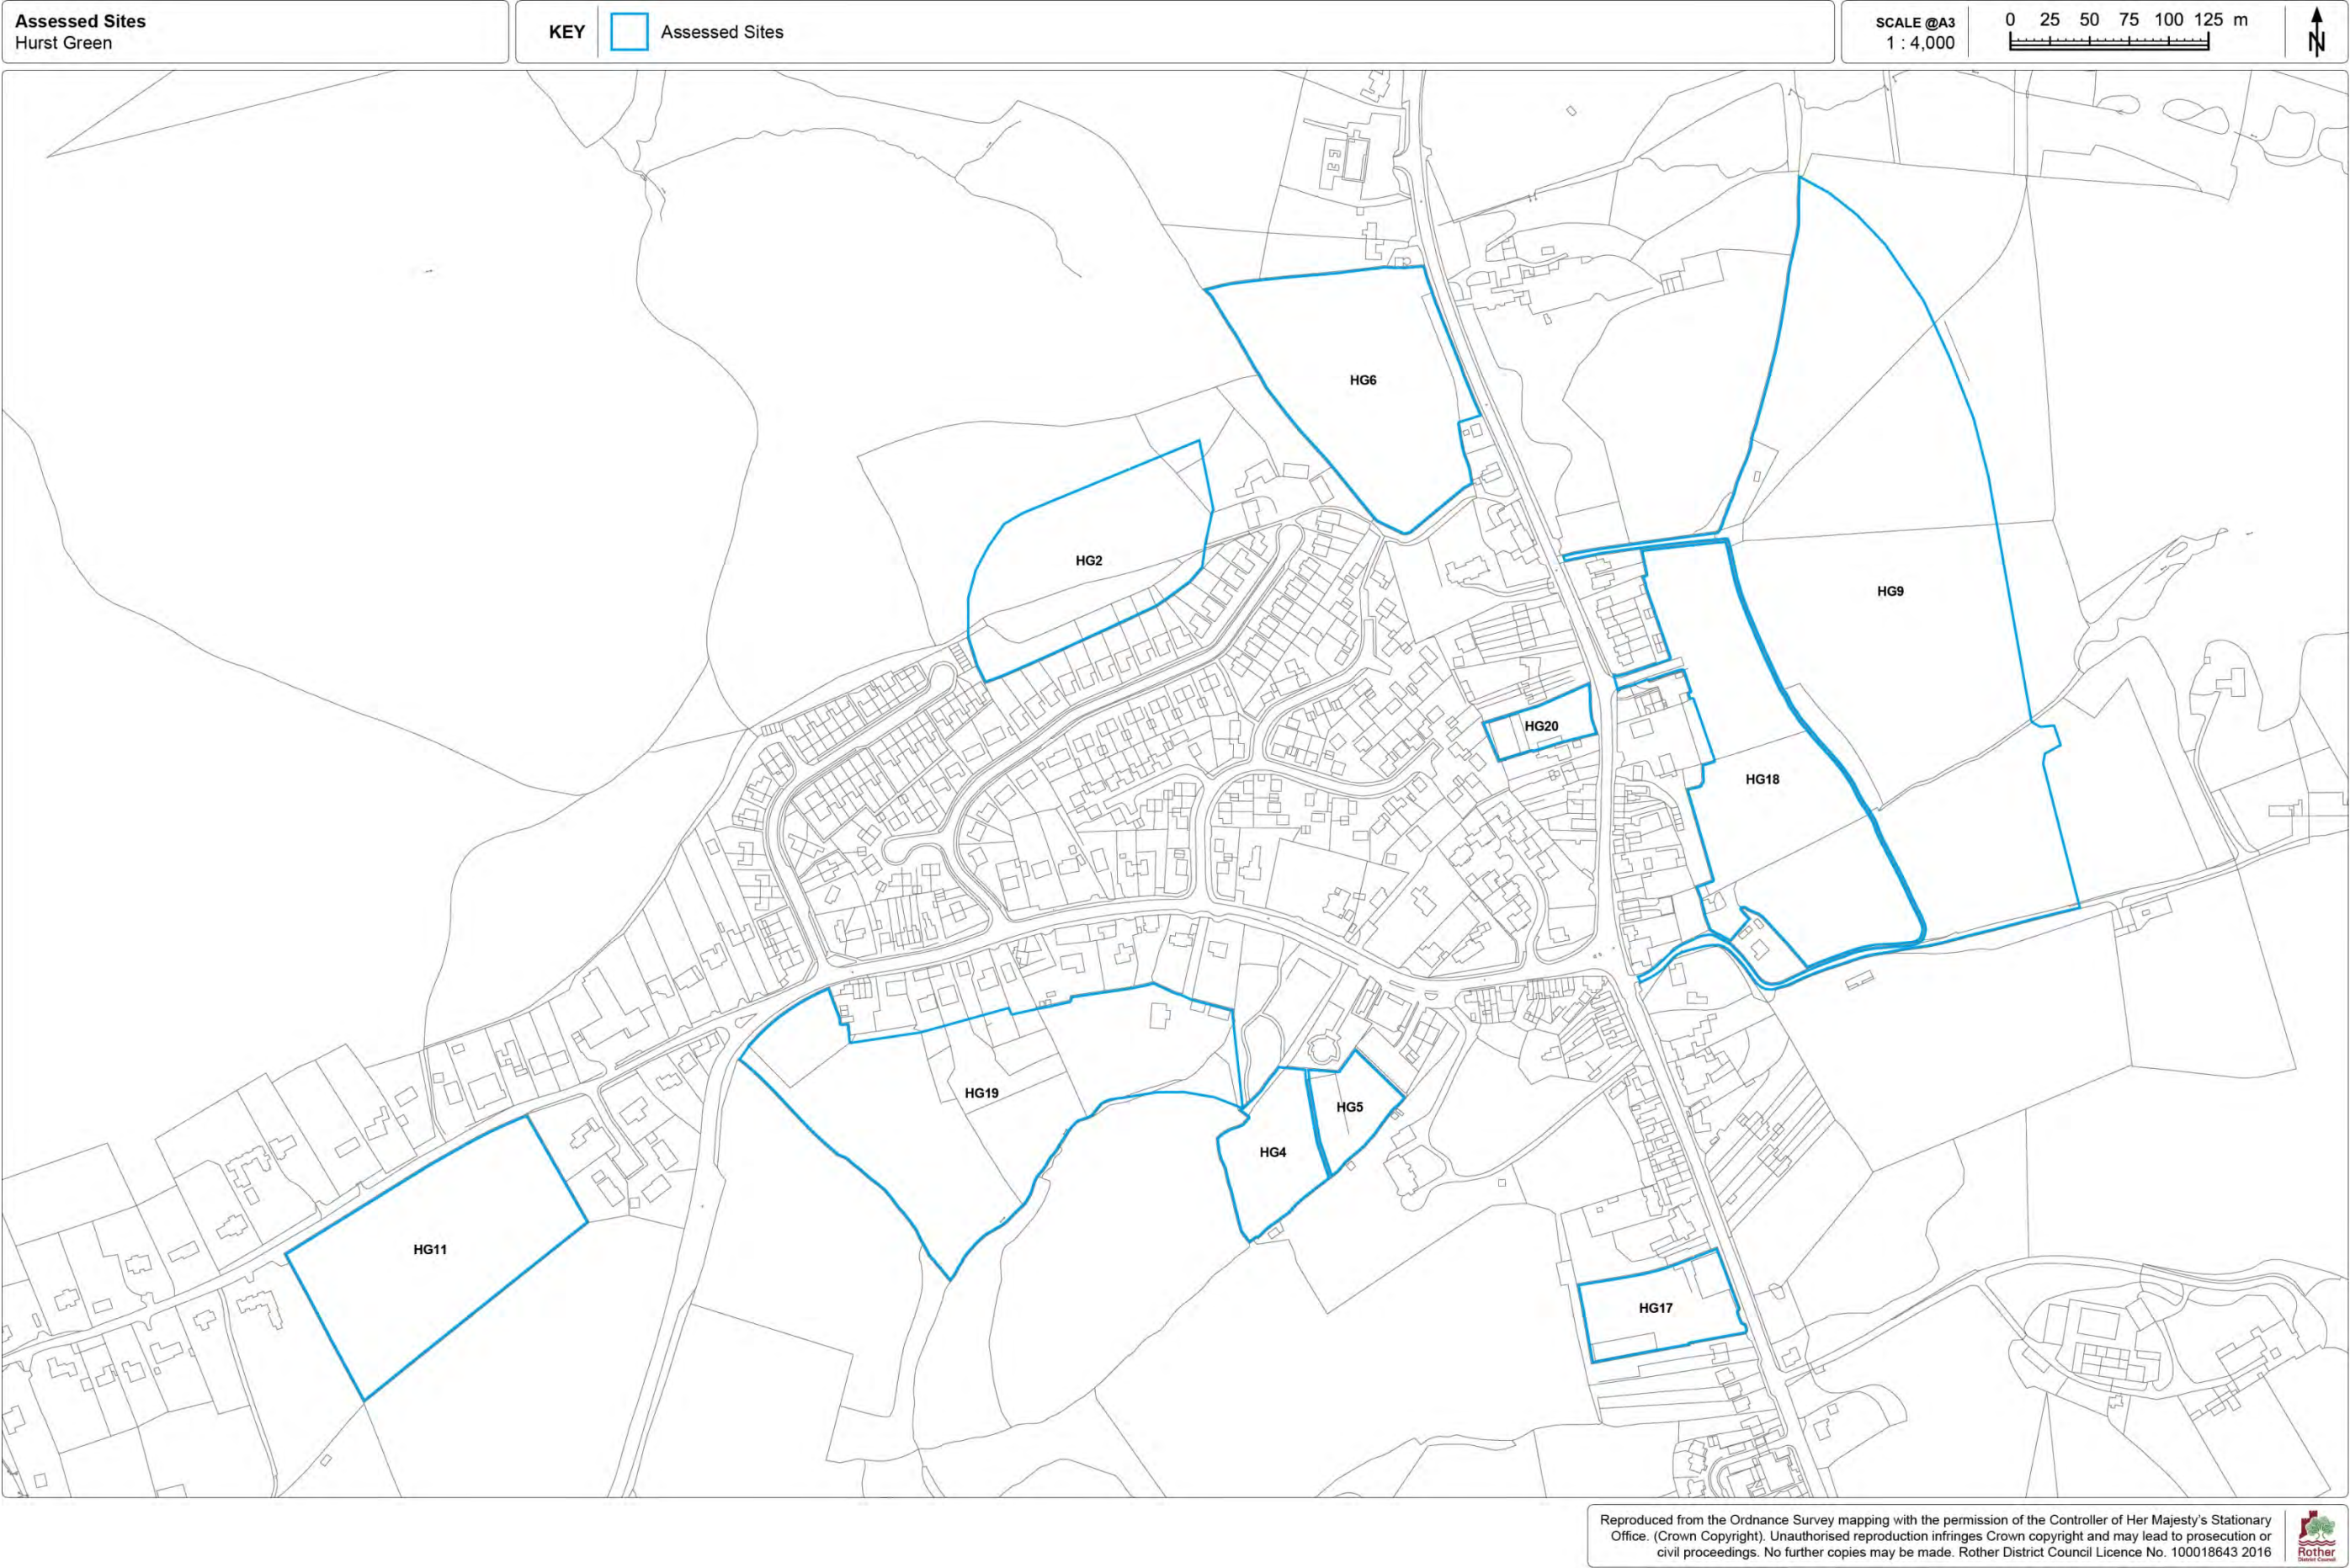 Assessed Sites
Hurst Green
KEY
Assessed Sites
SCALE @A3
1 : 4,000
0 25 50 75 100 125 m
N
HG6
HG2
HG9
HG20
HG18
HG19
HG5
HG4
HG11
HG17
Reproduced from the Ordnance Survey mapping with the permission of the Controller of Her Majesty's Stationary
Office. (Crown Copyright). Unauthorised reproduction infringes Crown copyright and may lead to prosecution or
civil proceedings. No further copies may be made. Rother District Council Licence No. 100018643 2016
Rother
District Council